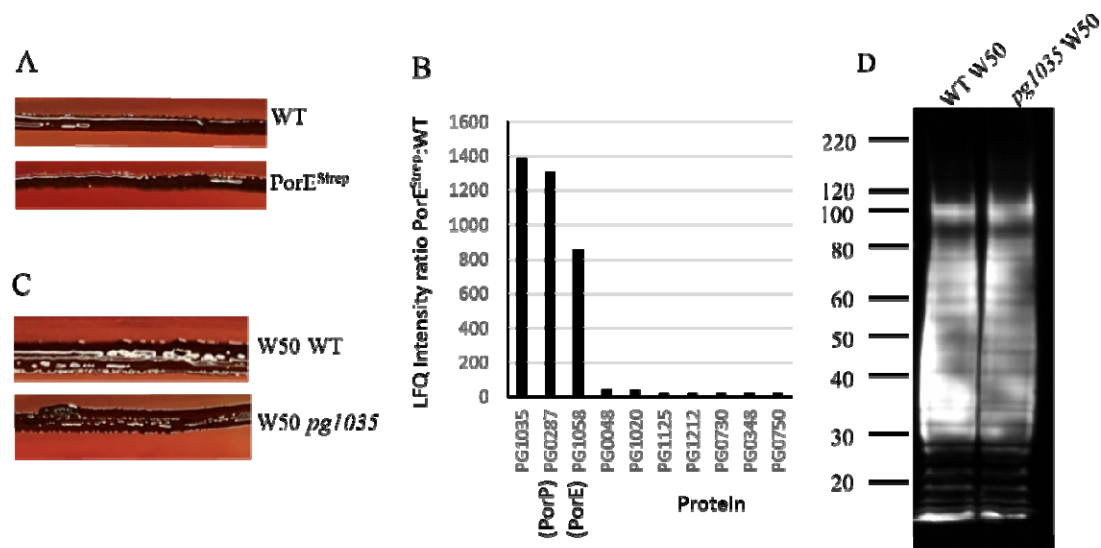 A
WT
PorE^Strep
B
LFQ Intensity ratio PorE^Strep:WT
1600
1400
1200
1000
800
600
400
200
0
PG1035
PG0287
PG1058
PG0048
PG1020
PG1125
PG1212
PG0730
PG0348
PG0750
(PorP)
(PorE)
Protein
C
W50 WT
W50 pg1035
D
WT W50
pg1035 W50
220
120
100
80
60
50
40
30
20